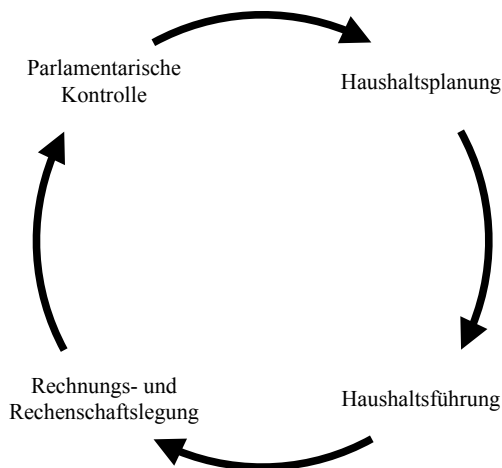 Parlamentarische
Kontrolle
Haushaltsplanung
Rechnungs- und
Rechenschaftslegung
Haushaltsführung